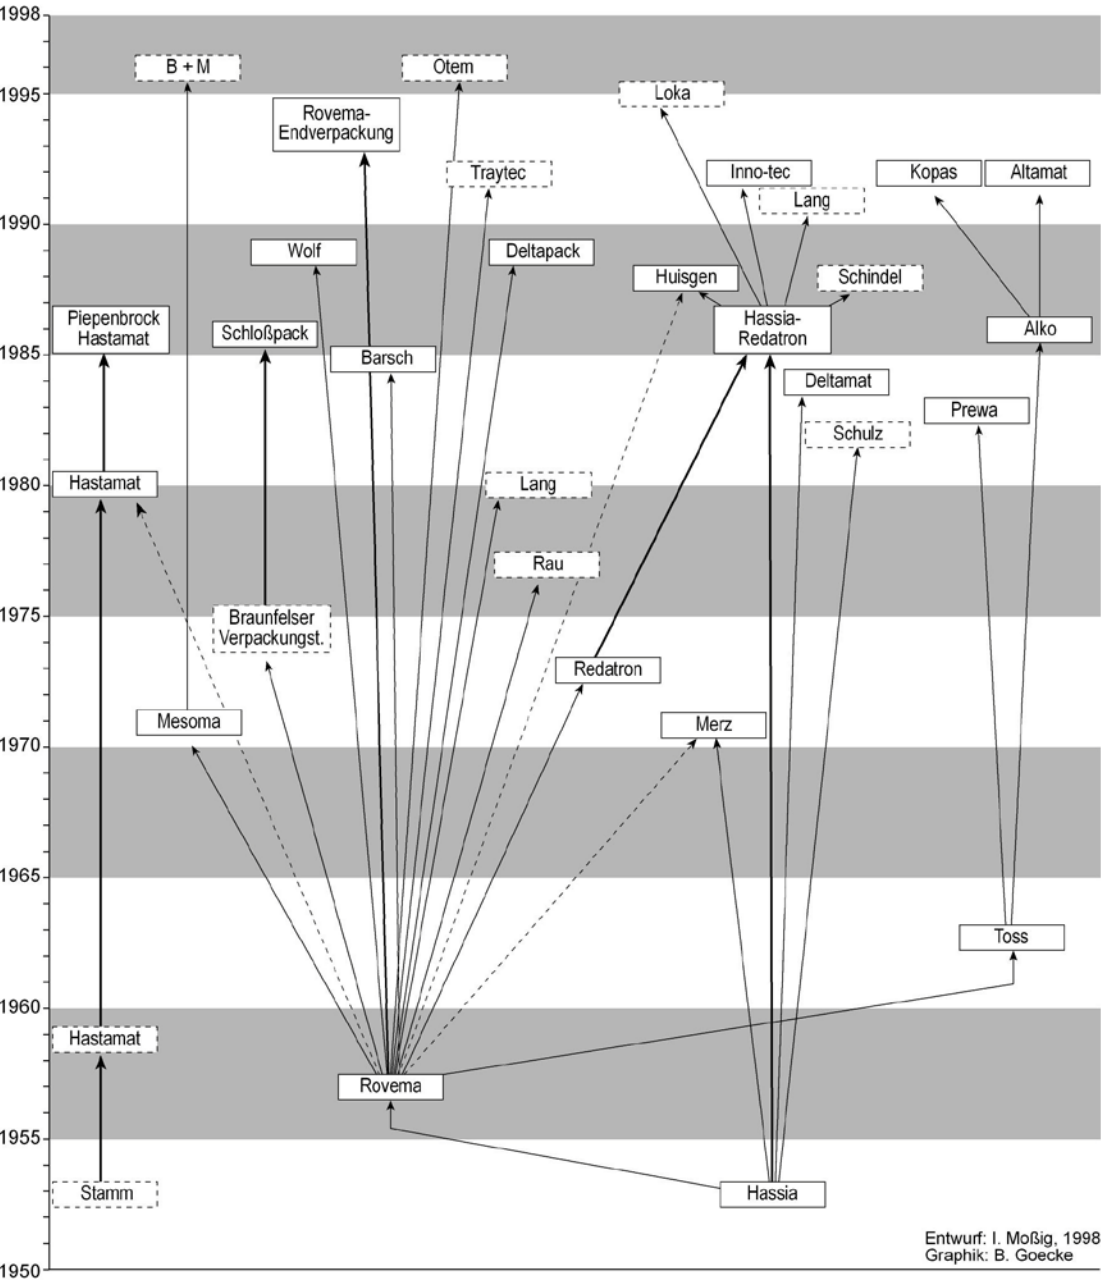 1998
B + M
Otem
1995
Loka
Rovema-
Endverpackung
Traytec
Inno-tec
Kopas
Altamat
Lang
1990
Wolf
Deltapack
Huisgen
Schindel
Piepenbrock
Hastamat
Schloßpack
Hassia-
Redatron
Alko
1985
Barsch
Deltamat
Prewa
Schulz
1980
Hastamat
Lang
Rau
1975
Braunfelser
Verpackungst.
Redatron
Mesoma
Merz
1970
1965
Toss
1960
Hastamat
Rovema
1955
Stamm
Hassia
Entwurf: I. Moßig, 1998
Graphik: B. Goecke
1950